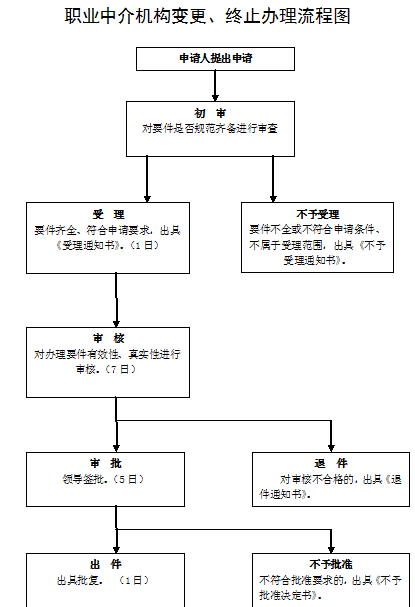 职业中介机构变更、终止办理流程图
申请人提出申请
初 审
对要件是否规范齐备进行审查
受 理
要件齐全、符合申请要求，出具
《受理通知书》。（1日）
不予受理
要件不全或不符合申请条件、
不属于受理范围，出具《不予
受理通知书》。
审 核
对办理要件有效性、真实性进行
审核。（7日）
审 批
领导签批。（5日）
退 件
对审核不合格的，出具《退
件通知书》。
出 件
出具批复。 （1日）
不予批准
不符合批准要求的，出具《不予
批准决定书》。